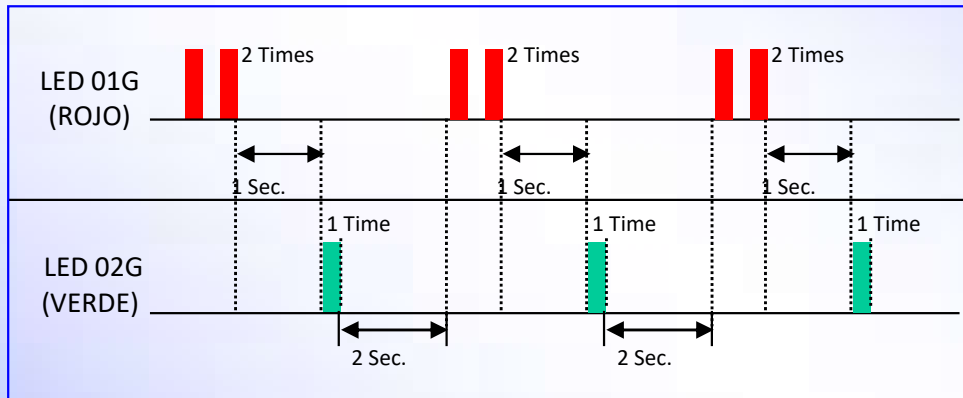 2 Times
2 Times
2 Times
LED 01G
(ROJO)
1 Sec.
1 Sec.
1 Sec.
1 Time
1 Time
1 Time
LED 02G
(VERDE)
2 Sec.
2 Sec.